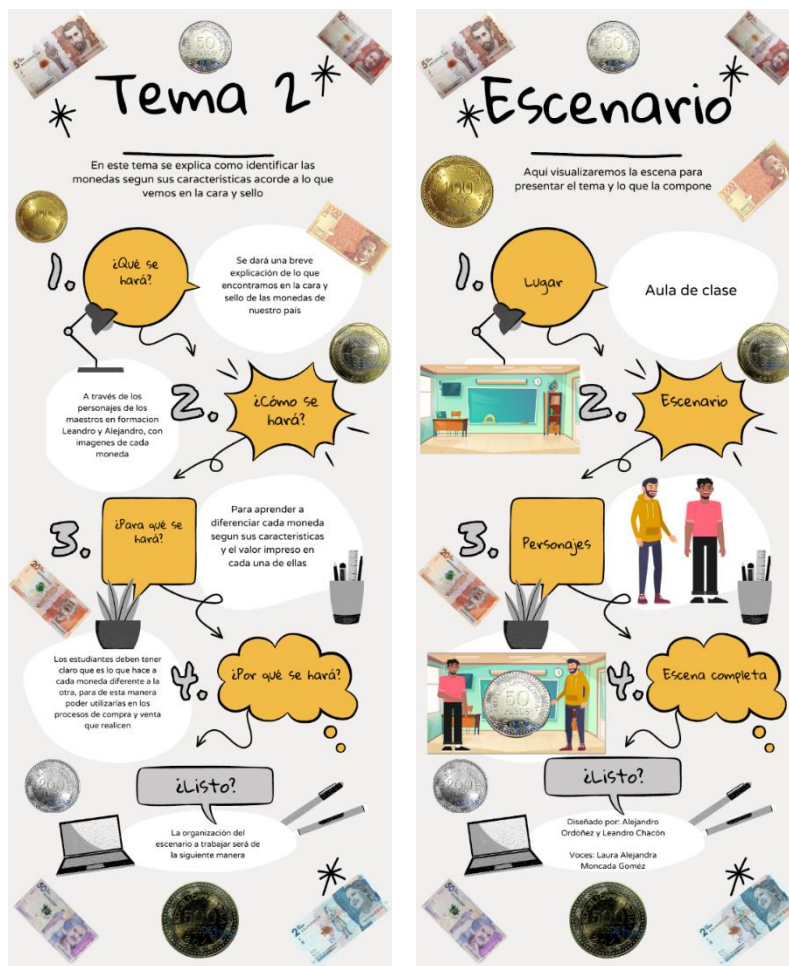 Tema 2
En este tema se explica como identificar las
monedas segun sus características acorde a lo que
vemos en la cara y sello
1.
¿Qué se
hará?
Se dará una breve
explicación de lo que
encontramos en la cara y
sello de las monedas de
nuestro país
A través de los
personajes de los
maestros en formacion
Leandro y Alejandro, con
imagenes de cada
moneda
2.
¿Cómo se
hará?
3.
¿Para qué se
hará?
Para aprender a
diferenciar cada moneda
segun sus caracteristicas
y el valor impreso en
cada una de ellas
Los estudiantes deben tener
claro que es lo que hace a
cada moneda diferente a la
otra, para de esta manera
poder utilizarlas en los
procesos de compra y venta
que realicen
4.
¿Por qué se hará?
¿Listo?
La organización del
escenario a trabajar será de
la siguiente manera
Escenario
Aqui visualizaremos la escena para
presentar el tema y lo que la compone
1.
Lugar
Aula de clase
2.
Escenario
3.
Personajes
4.
Escena completa
50
PESOS
¿Listo?
Diseñado por: Alejandro
Ordoñez y Leandro Chacón
Voces: Laura Alejandra
Moncada Goméz